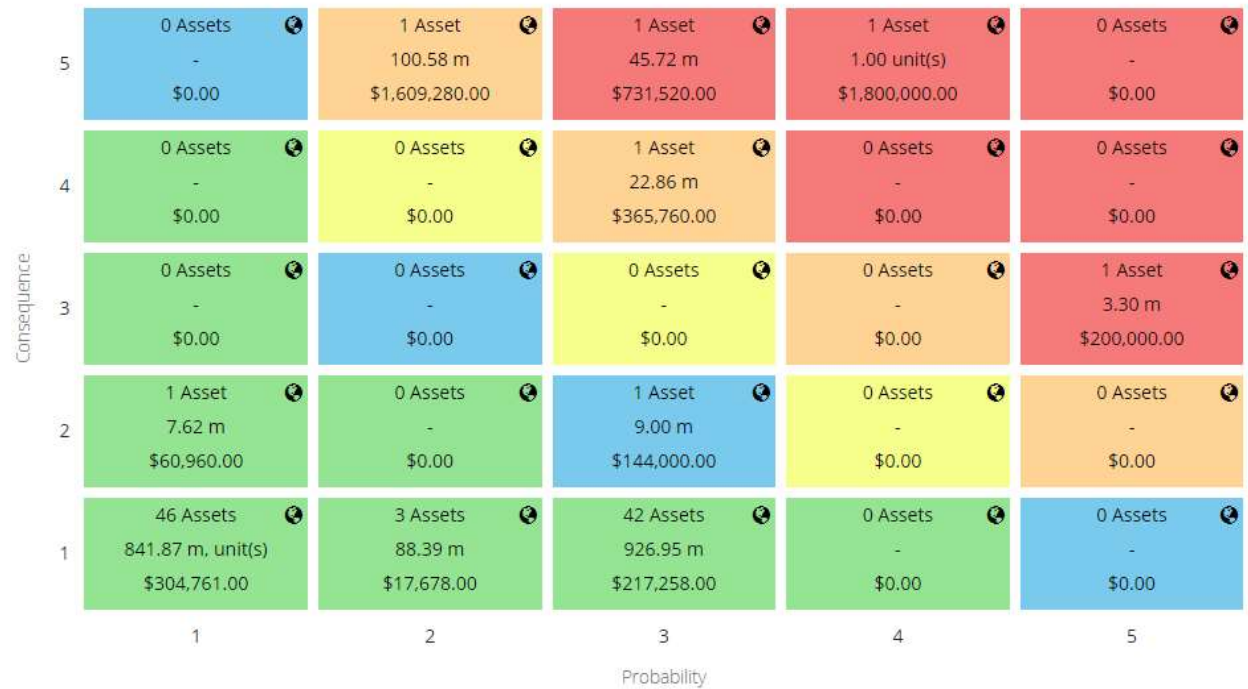 0 Assets 1 Asset 1 Asset 1 Asset 0 Assets
5 - 100.58 m 45.72 m 1.00 unit(s) -
$0.00 $1,609,280.00 $731,520.00 $1,800,000.00 $0.00
0 Assets 0 Assets 1 Asset 0 Assets 0 Assets
4 - - 22.86 m - -
$0.00 $0.00 $365,760.00 $0.00 $0.00
Consequence
0 Assets 0 Assets 0 Assets 0 Assets 1 Asset
3 - - - - 3.30 m
$0.00 $0.00 $0.00 $0.00 $200,000.00
1 Asset 0 Assets 1 Asset 0 Assets 0 Assets
2 7.62 m - 9.00 m - -
$60,960.00 $0.00 $144,000.00 $0.00 $0.00
46 Assets 3 Assets 42 Assets 0 Assets 0 Assets
1 841.87 m, unit(s) 88.39 m 926.95 m - -
$304,761.00 $17,678.00 $217,258.00 $0.00 $0.00
1 2 3 4 5
Probability